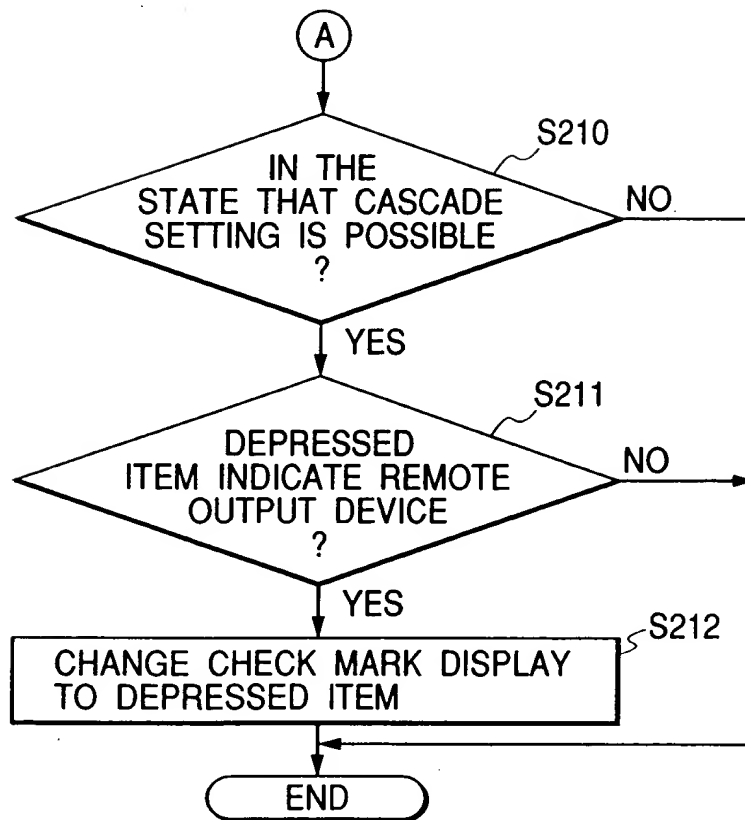 A
S210
IN THE
STATE THAT CASCADE
SETTING IS POSSIBLE
?
NO
YES
S211
DEPRESSED
ITEM INDICATE REMOTE
OUTPUT DEVICE
?
NO
YES
S212
CHANGE CHECK MARK DISPLAY
TO DEPRESSED ITEM
END